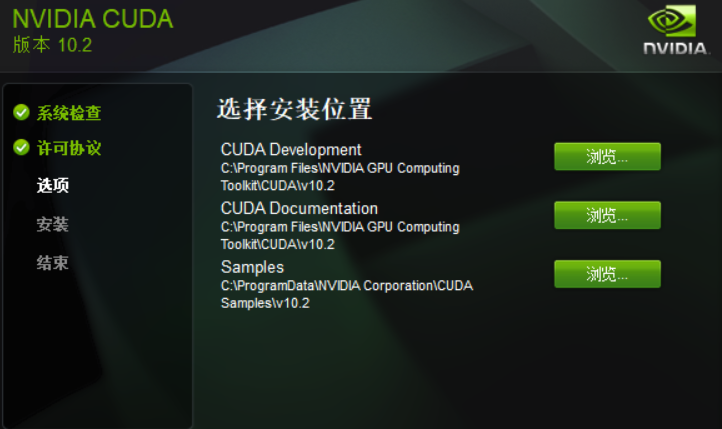 NVIDIA CUDA
版本 10.2
NVIDIA.
系统检查
许可协议
选项
安装
结束
选择安装位置
CUDA Development
C:\Program Files\NVIDIA GPU Computing
Toolkit\CUDA\v10.2
浏览...
CUDA Documentation
C:\Program Files\NVIDIA GPU Computing
Toolkit\CUDA\v10.2
浏览...
Samples
C:\ProgramData\NVIDIA Corporation\CUDA
Samples\v10.2
浏览...